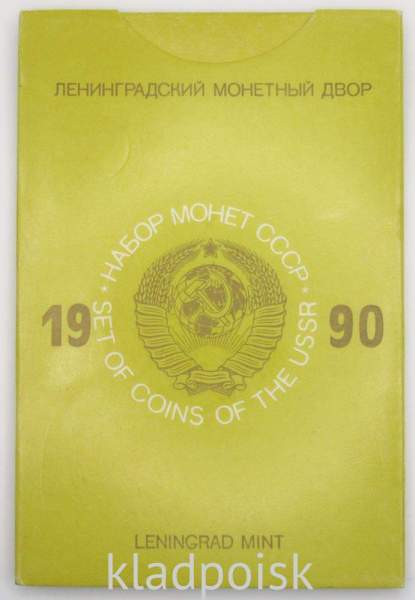 ЛЕНИНГРАДСКИЙ МОНЕТНЫЙ ДВОР
* НАБОР МОНЕТ СССР *
19 90
SET OF COINS OF THE USSR
LENINGRAD MINT
kladpoisk